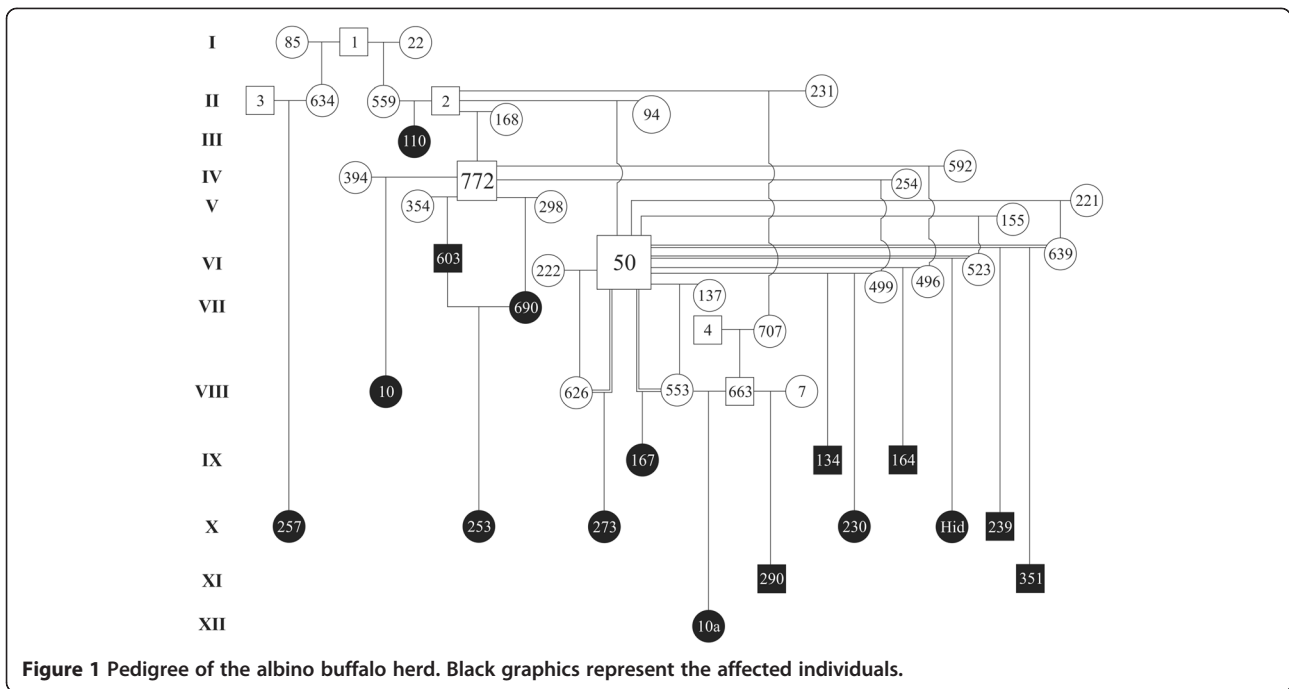 I 85 1 22
II 3 634 559 2 94 231
168
III 110
IV 394 772 254 592
V 354 298 155 221
VI 603 222 50 499 496 523 639
VII 690 137 4 707
VIII 10 626 553 663 7
IX 167 134 164
X 257 253 273 230 Hid 239
XI 290 351
XII 10a
Figure 1 Pedigree of the albino buffalo herd. Black graphics represent the affected individuals.